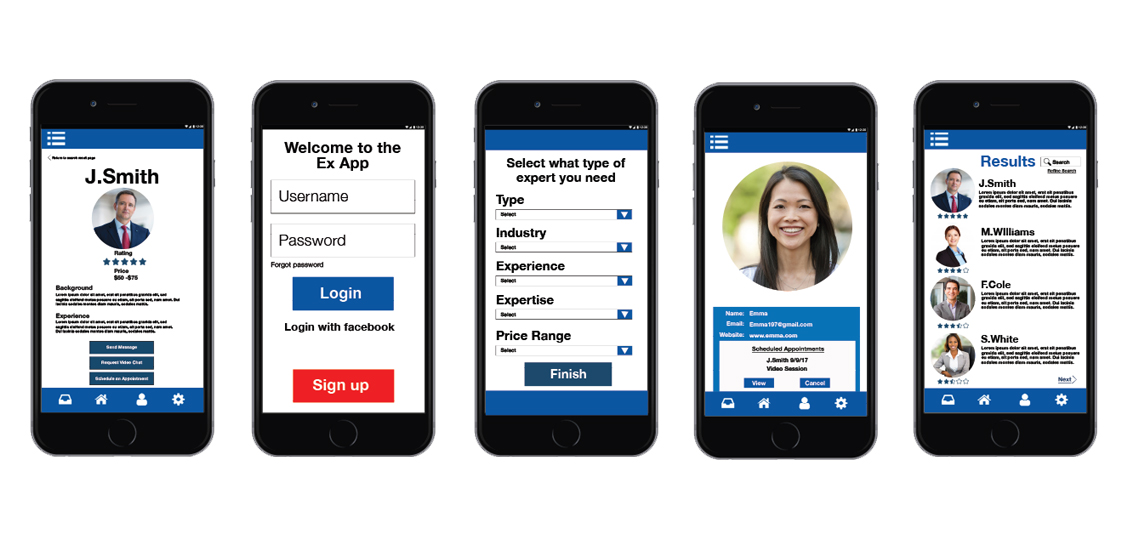 Return to search result page
J.Smith
Rating
Price
$50 -$75
Background
Lorem ipsum dolor sit amet, erat sit penatibus gravida sed, and
sagittis eleifend metus posuere eu etiam, sit porta sed, nam amet. Dui
lacinia sodales montes diam mauris, sodales mattis.
Experience
Lorem ipsum dolor sit amet, erat sit penatibus gravida sed,
sagittis eleifend metus posuere eu etiam, sit porta sed, nam amet.
Dui lacinia sodales montes diam mauris, sodales mattis.
Send Message
Request Video Chat
Schedule an Appointment
Welcome to the
Ex App
Username
Password
Forgot password
Login
Login with facebook
Sign up
Select what type of
expert you need
Type
Select
Industry
Select
Experience
Select
Expertise
Select
Price Range
Select
Finish
Name: Emma
Email: Emma197@gmail.com
Website: www.emma.com
Scheduled Appointments
J.Smith 9/9/17
Video Session
View Cancel
Results
Search
Refine Search
J.Smith
Lorem ipsum dolor sit amet, erat sit penatibus
gravida sed, and sagittis eleifend metus posuere
eu etiam, sit porta sed, nam amet. Dui lacinia
sodales montes diam mauris, sodales mattis.
M.WIlliams
Lorem ipsum dolor sit amet, erat sit penatibus
gravida sed, and sagittis eleifend metus posuere
eu etiam, sit porta sed, nam amet. Dui lacinia
sodales montes diam mauris, sodales mattis.
F.Cole
Lorem ipsum dolor sit amet, erat sit penatibus
gravida sed, and sagittis eleifend metus posuere
eu etiam, sit porta sed, nam amet. Dui lacinia
sodales montes diam mauris, sodales mattis.
S.White
Lorem ipsum dolor sit amet, erat sit penatibus
gravida sed, and sagittis eleifend metus posuere
eu etiam, sit porta sed, nam amet. Dui lacinia
sodales montes diam mauris, sodales mattis.
Next